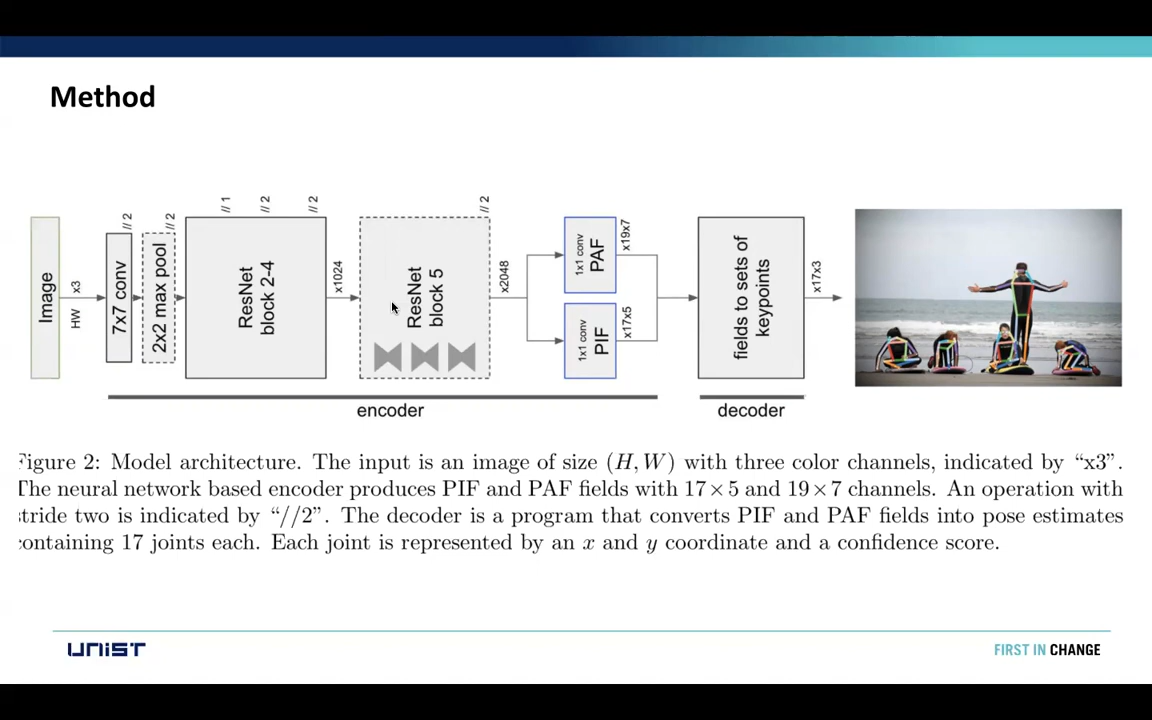 Method
Image
HW x3
7x7 conv
// 2
2x2 max pool
// 2
ResNet
block 2-4
// 1
// 2
// 2
x1024
ResNet
block 5
// 2
x2048
1x1 conv
PAF
x19x7
1x1 conv
PIF
x17x5
fields to sets of
keypoints
x17x3
encoder
decoder
Figure 2: Model architecture. The input is an image of size (H, W) with three color channels, indicated by “x3”.
The neural network based encoder produces PIF and PAF fields with 17×5 and 19×7 channels. An operation with
stride two is indicated by “//2”. The decoder is a program that converts PIF and PAF fields into pose estimates
containing 17 joints each. Each joint is represented by an x and y coordinate and a confidence score.
UNIST
FIRST IN CHANGE